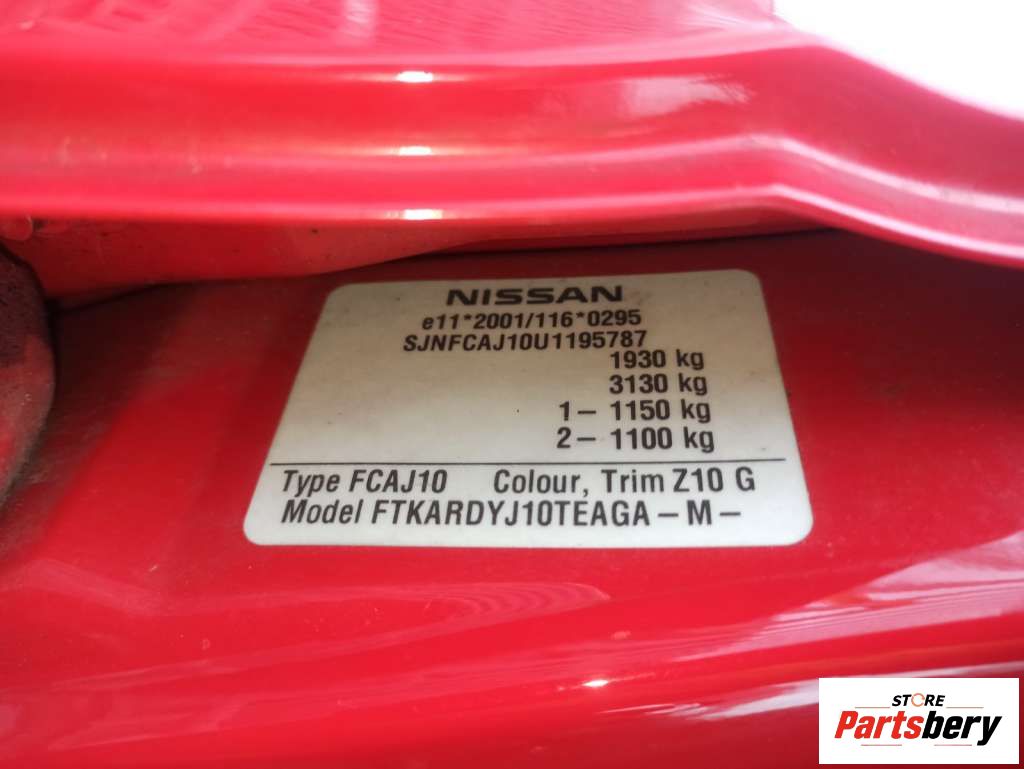 NISSAN
e11*2001/116*0295
SJNFCAJ10U1195787
1930 kg
3130 kg
1– 1150 kg
2– 1100 kg
Type FCAJ10 Colour, Trim Z10 G
Model FTKARDYJ10TEAGA – M –
STORE
Partsbery